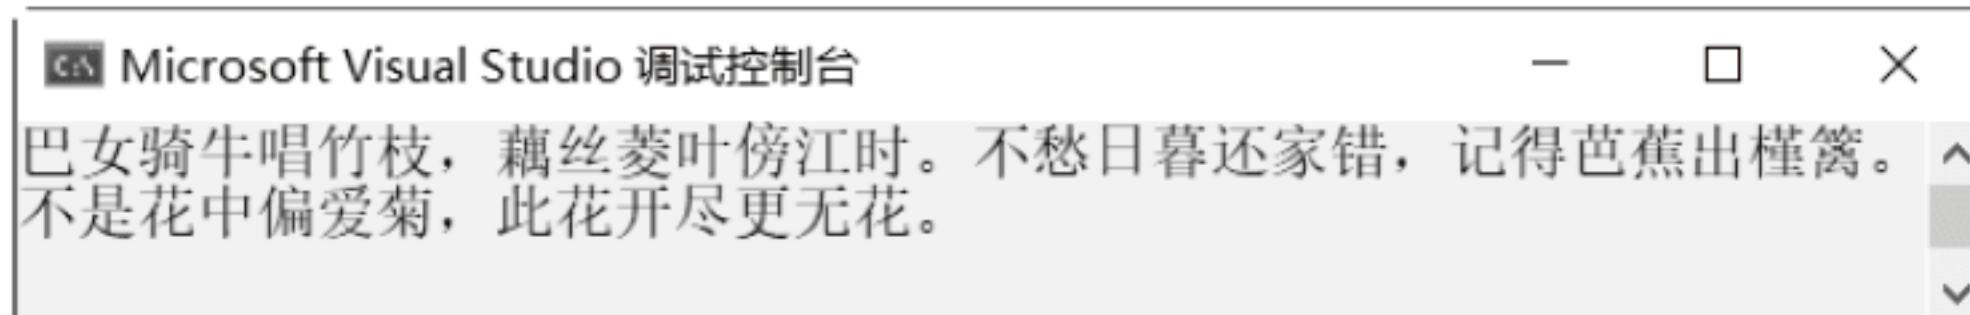 Microsoft Visual Studio 调试控制台
巴女骑牛唱竹枝，藕丝菱叶傍江时。不愁日暮还家错，记得芭蕉出槿篱。
不是花中偏爱菊，此花开尽更无花。